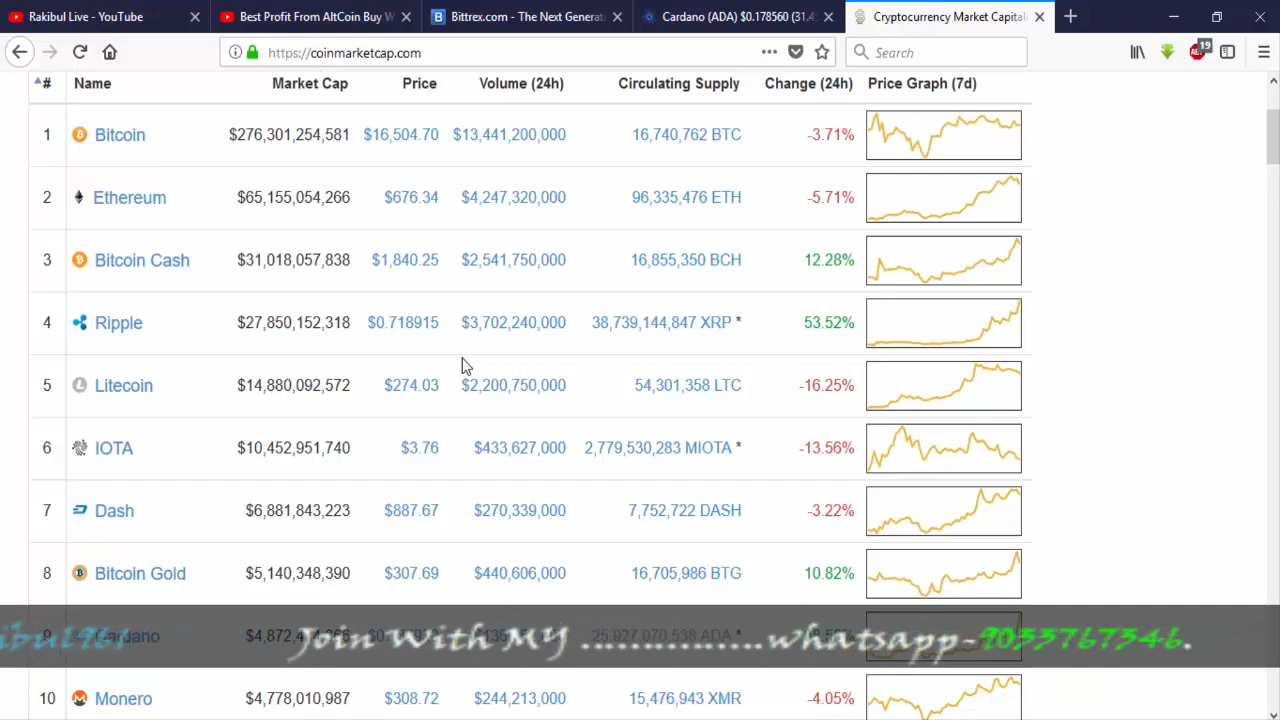 Rakibul Live - YouTube
Best Profit From AltCoin Buy W
Bittrex.com - The Next Generati
Cardano (ADA) $0.178560 (31.4
Cryptocurrency Market Capital
https://coinmarketcap.com
Search
19
# Name Market Cap Price Volume (24h) Circulating Supply Change (24h) Price Graph (7d)
1 Bitcoin $276,301,254,581 $16,504.70 $13,441,200,000 16,740,762 BTC -3.71%
2 Ethereum $65,155,054,266 $676.34 $4,247,320,000 96,335,476 ETH -5.71%
3 Bitcoin Cash $31,018,057,838 $1,840.25 $2,541,750,000 16,855,350 BCH 12.28%
4 Ripple $27,850,152,318 $0.718915 $3,702,240,000 38,739,144,847 XRP * 53.52%
5 Litecoin $14,880,092,572 $274.03 $2,200,750,000 54,301,358 LTC -16.25%
6 IOTA $10,452,951,740 $3.76 $433,627,000 2,779,530,283 MIOTA * -13.56%
7 Dash $6,881,843,223 $887.67 $270,339,000 7,752,722 DASH -3.22%
8 Bitcoin Gold $5,140,348,390 $307.69 $440,606,000 16,705,986 BTG 10.82%
9 Cardano 25,927,070,538 ADA *
Join With MY ..................whatsapp-9033767346.
10 Monero $4,778,010,987 $308.72 $244,213,000 15,476,943 XMR -4.05%